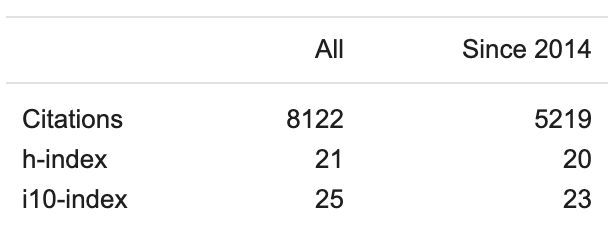 All Since 2014
Citations 8122 5219
h-index 21 20
i10-index 25 23